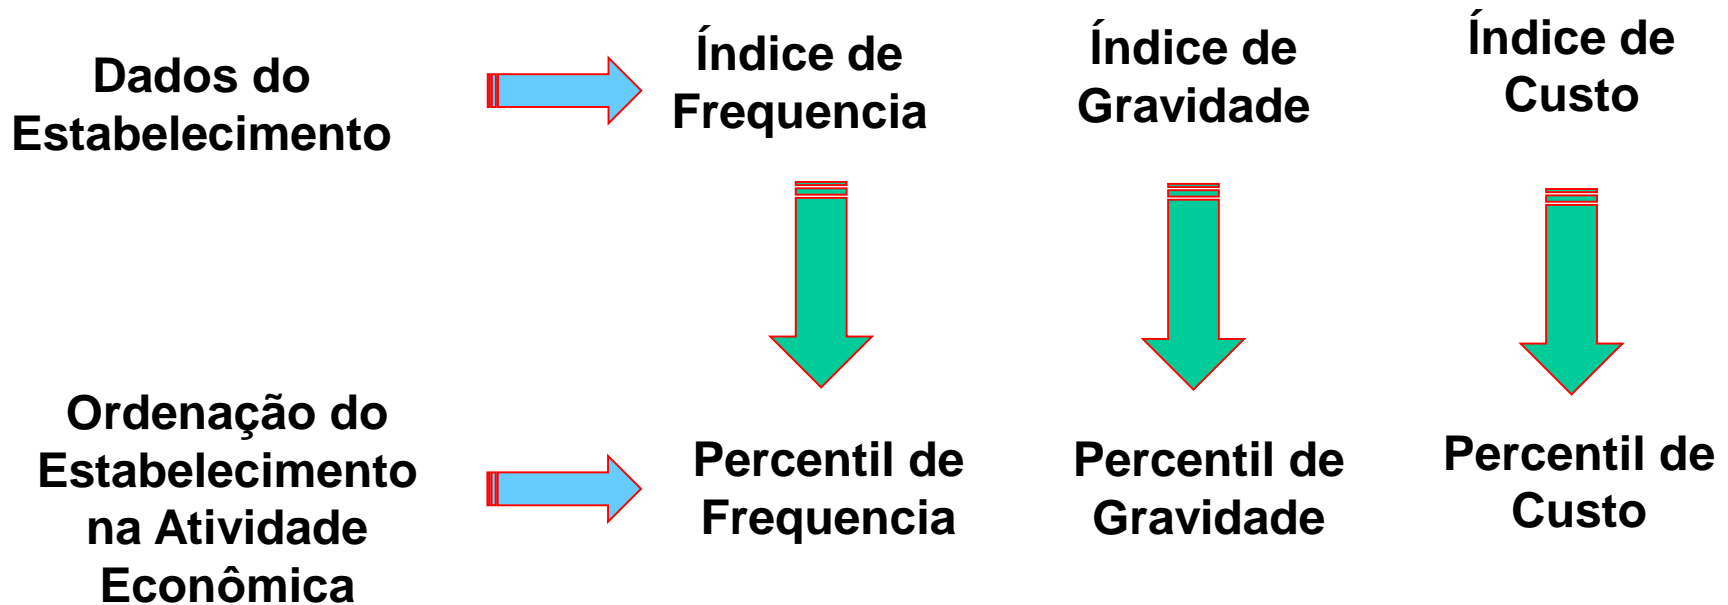 Dados do
Estabelecimento
Índice de
Frequencia
Índice de
Gravidade
Índice de
Custo
Ordenação do
Estabelecimento
na Atividade
Econômica
Percentil de
Frequencia
Percentil de
Gravidade
Percentil de
Custo